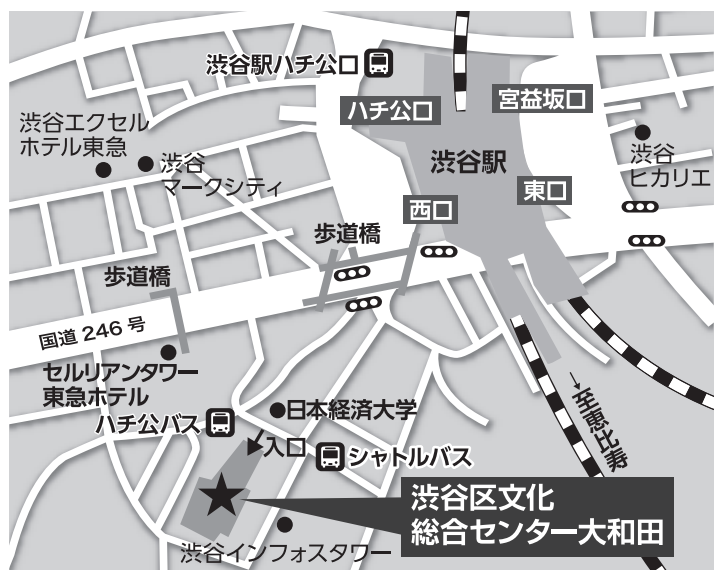 渋谷駅ハチ公口
ハチ公口
宮益坂口
渋谷エクセル
ホテル東急
渋谷
マークシティ
渋谷駅
渋谷
ヒカリエ
東口
西口
歩道橋
歩道橋
国道 246 号
セルリアンタワー
東急ホテル
ハチ公バス
日本経済大学
入口
シャトルバス
→至恵比寿
渋谷区文化
総合センター大和田
渋谷インフォスタワー